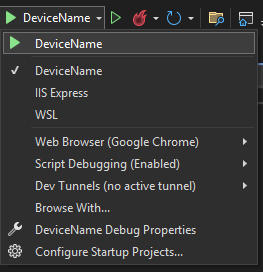 DeviceName
DeviceName
DeviceName
IIS Express
WSL
Web Browser (Google Chrome)
Script Debugging (Enabled)
Dev Tunnels (no active tunnel)
Browse With...
DeviceName Debug Properties
Configure Startup Projects...